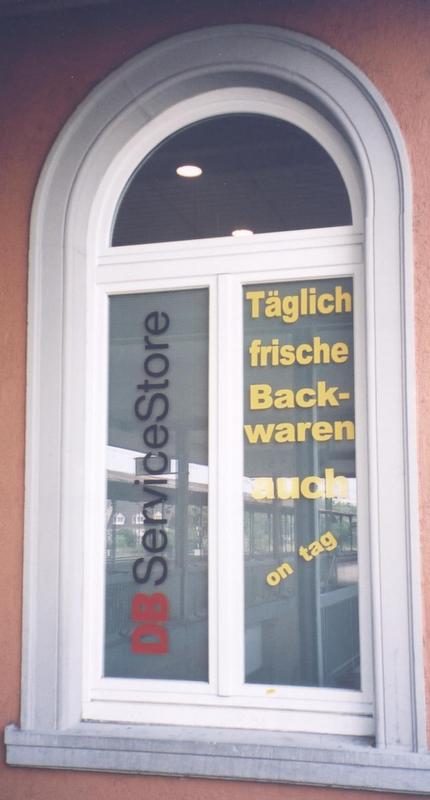 DB ServiceStore
Täglich
frische
Back-
waren
auch
on tag